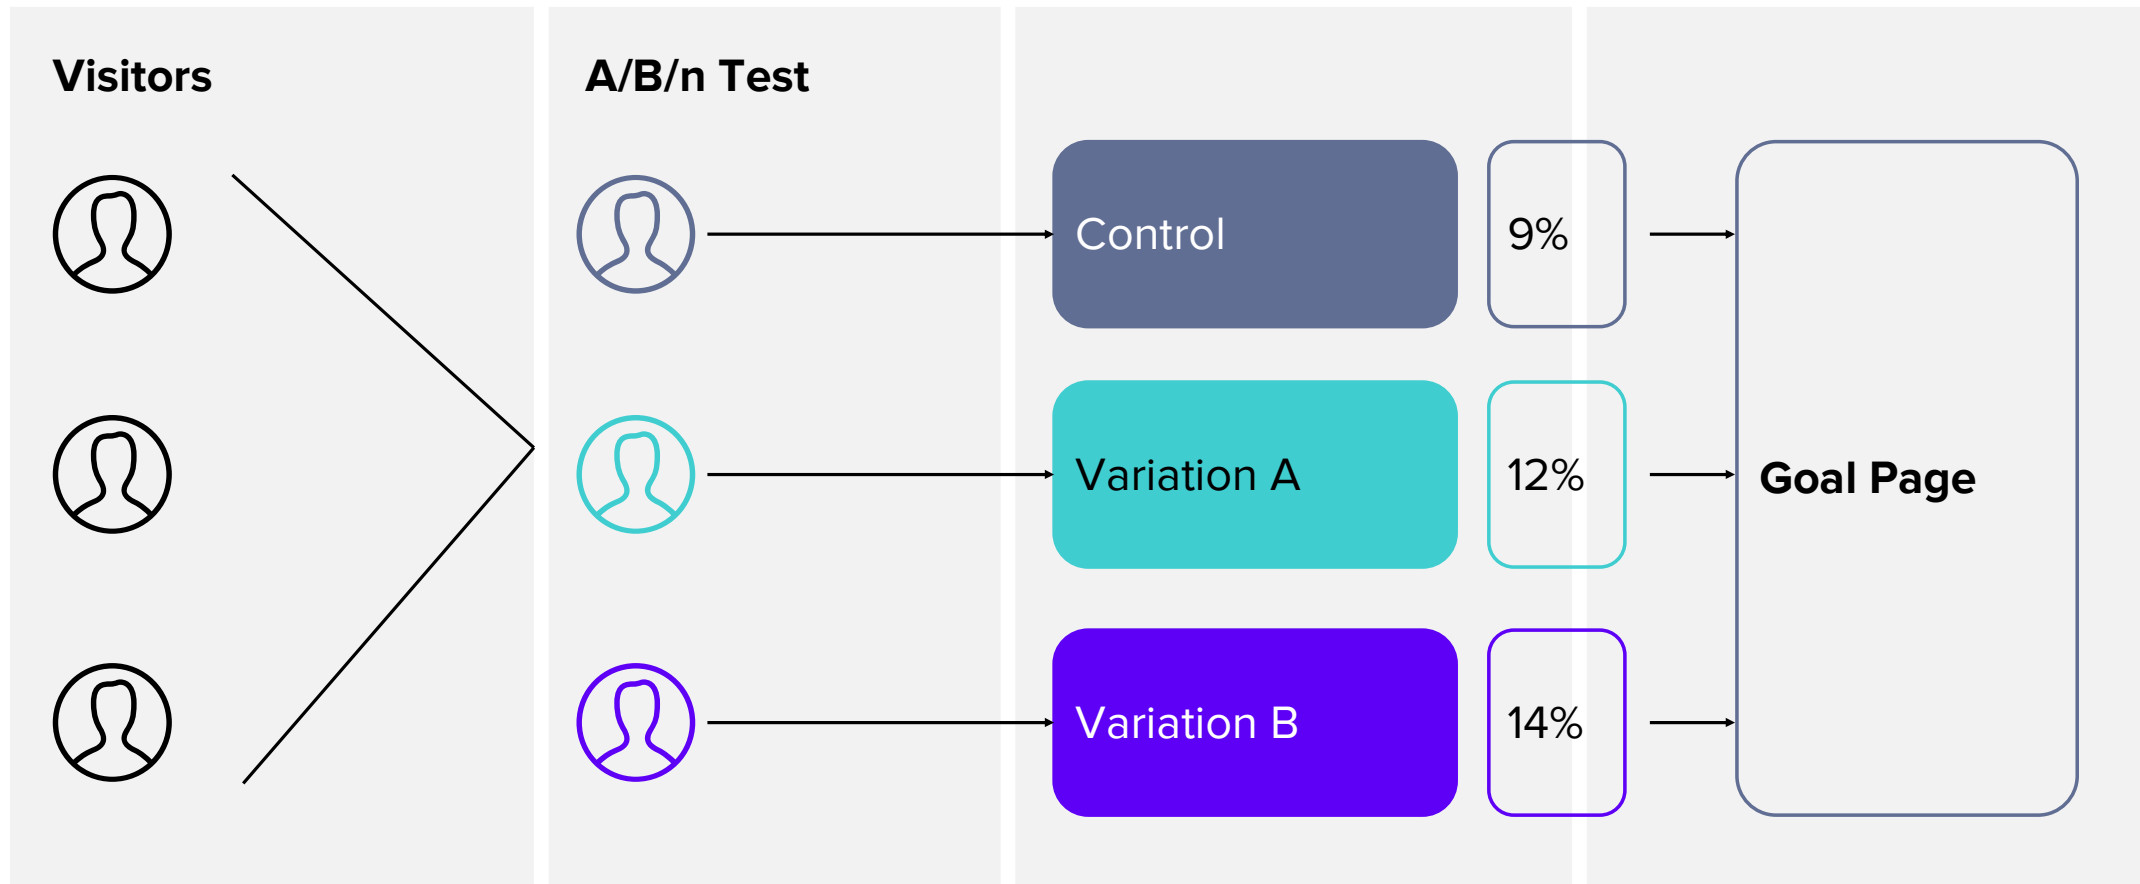 Visitors
A/B/n Test
Control
9%
Variation A
12%
Goal Page
Variation B
14%